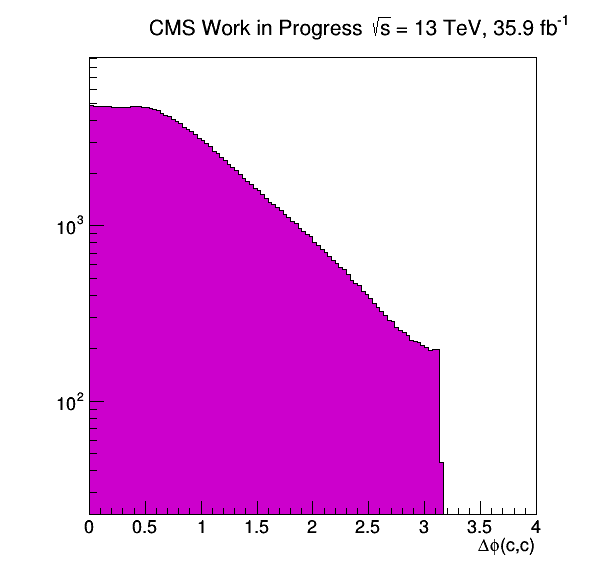 CMS Work in Progress √s = 13 TeV, 35.9 fb⁻¹
10³
10²
0 0.5 1 1.5 2 2.5 3 3.5 4
Δϕ(c,c)